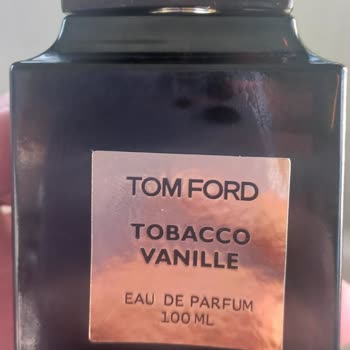 TOM FORD
TOBACCO
VANILLE
EAU DE PARFUM
100 ML